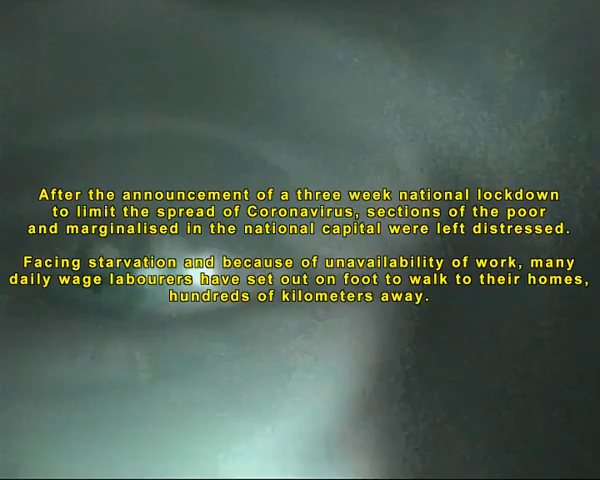 After the announcement of a three week national lockdown
to limit the spread of Coronavirus, sections of the poor
and marginalised in the national capital were left distressed.
Facing starvation and because of unavailability of work, many
daily wage labourers have set out on foot to walk to their homes,
hundreds of kilometers away.